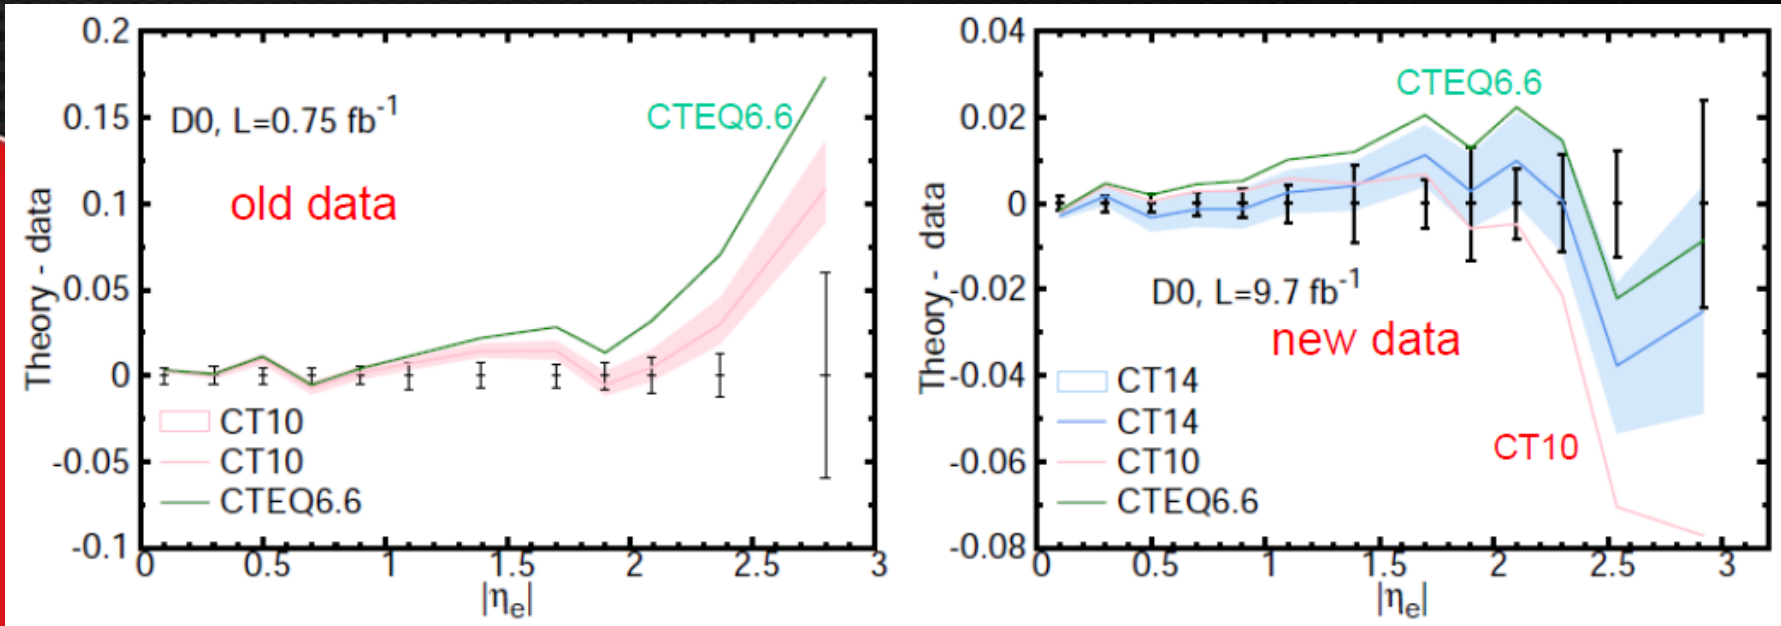 0.2
0.15
0.1
0.05
0
-0.05
-0.1
Theory - data
D0, L=0.75 fb-1
old data
CTEQ6.6
CT10
CT10
CTEQ6.6
0 0.5 1 1.5 2 2.5 3
|ηe|
0.04
0.02
0
-0.02
-0.04
-0.06
-0.08
Theory - data
CTEQ6.6
D0, L=9.7 fb-1
new data
CT14
CT14
CT10
CTEQ6.6
CT10
0 0.5 1 1.5 2 2.5 3
|ηe|